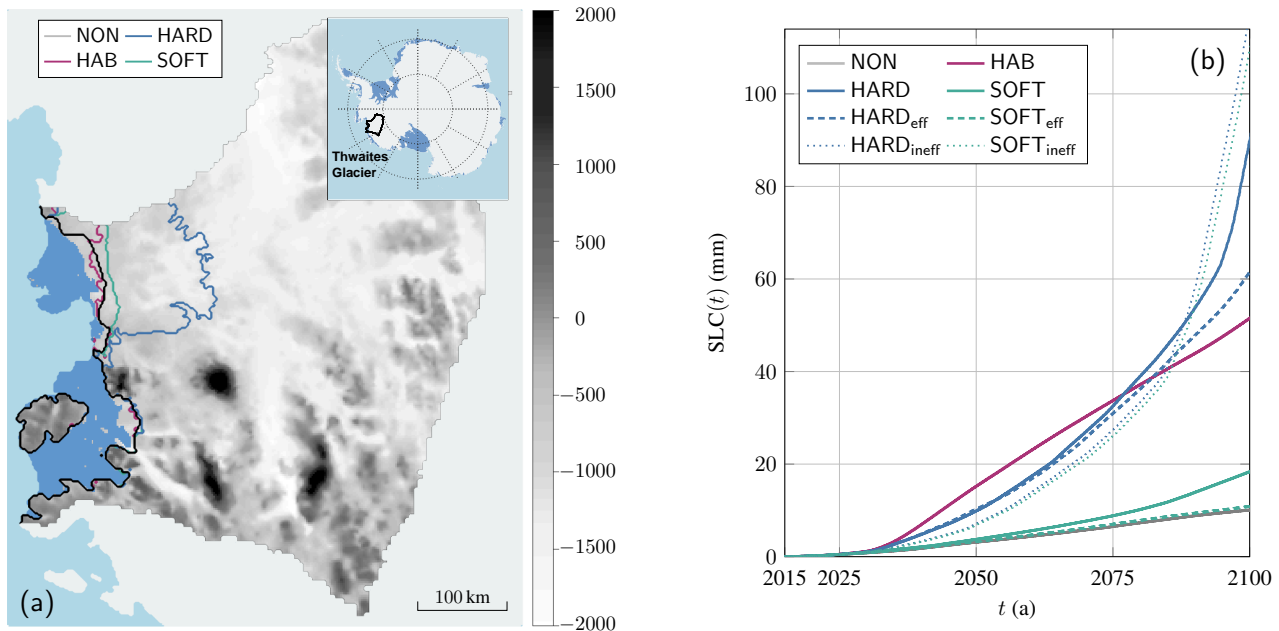 NON HARD
HAB SOFT
Thwaites
Glacier
(a)
100 km
2000
1500
1000
500
0
−500
−1000
−1500
−2000
(b)
NON HAB
HARD SOFT
HARDeff SOFTeff
HARDineff SOFTineff
SLC(t) (mm)
100
80
60
40
20
0
2015 2025 2050 2075 2100
t (a)